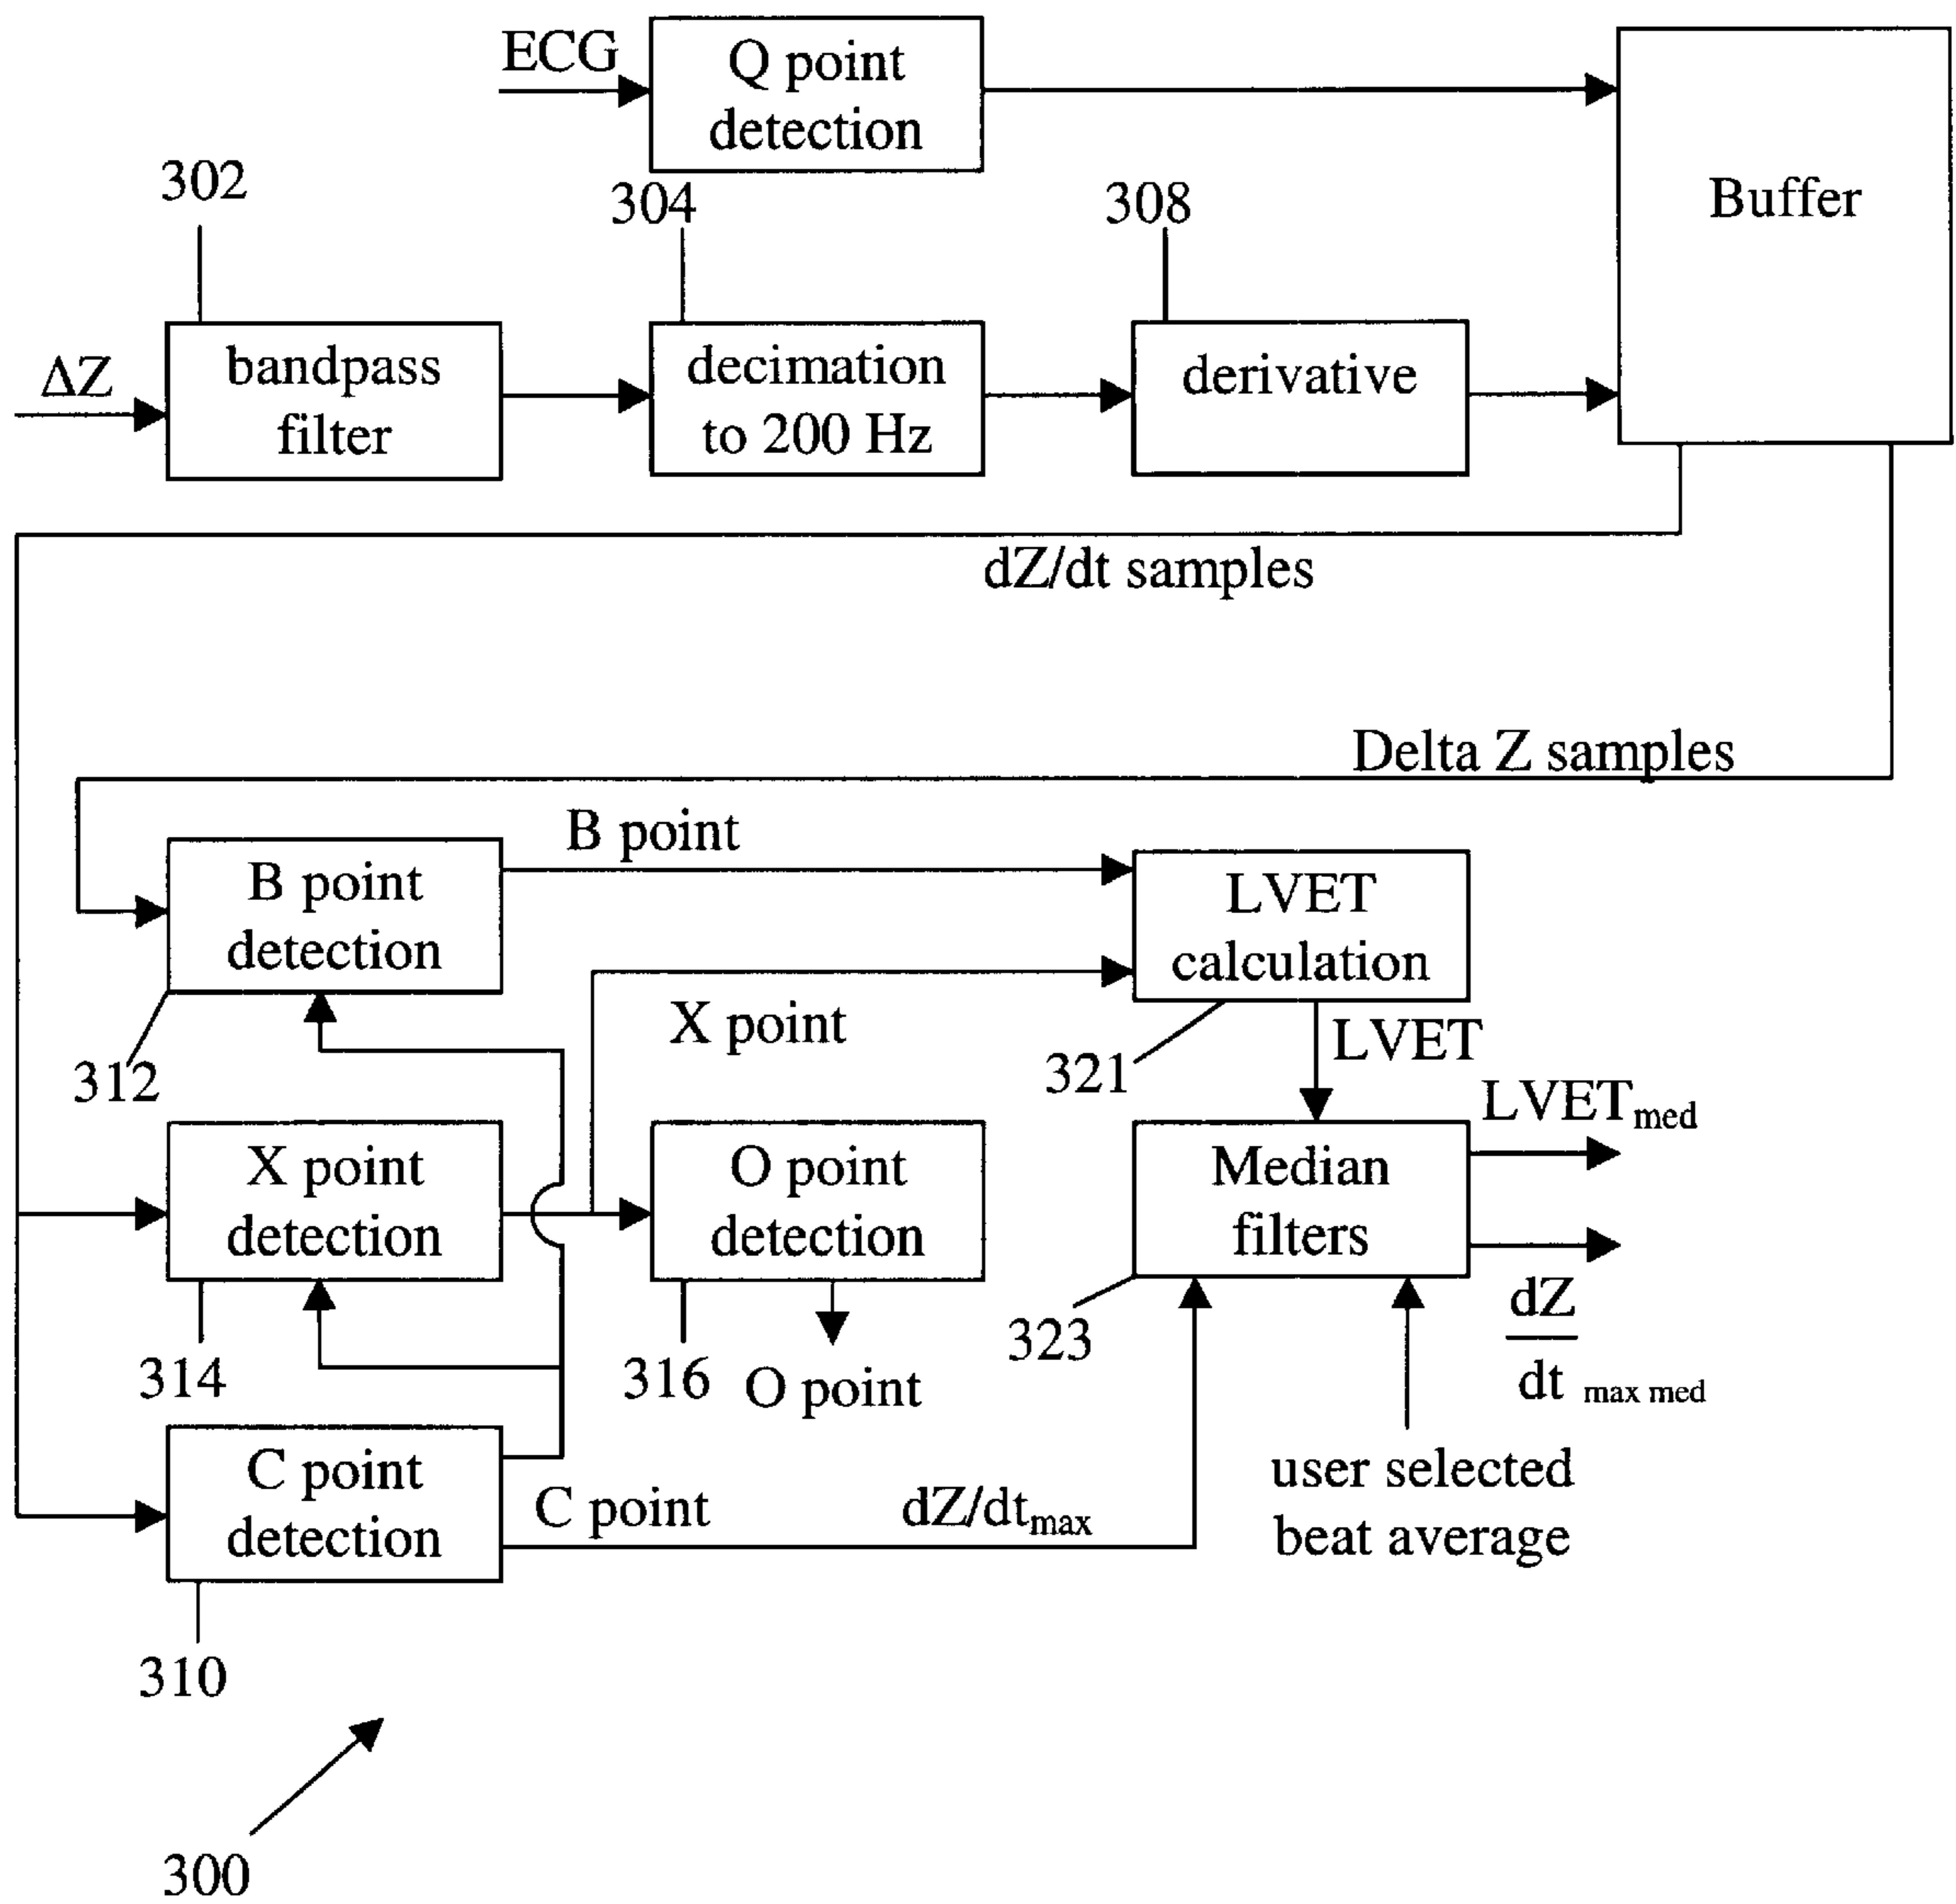 ECG
Q point
detection
Buffer
302
304
308
ΔZ
bandpass
filter
decimation
to 200 Hz
derivative
dZ/dt samples
Delta Z samples
B point
B point
detection
LVET
calculation
X point
312
321
LVET
LVETmed
X point
detection
O point
detection
Median
filters
dZ
dt max med
314
316
O point
323
C point
detection
C point
dZ/dtmax
user selected
beat average
310
300